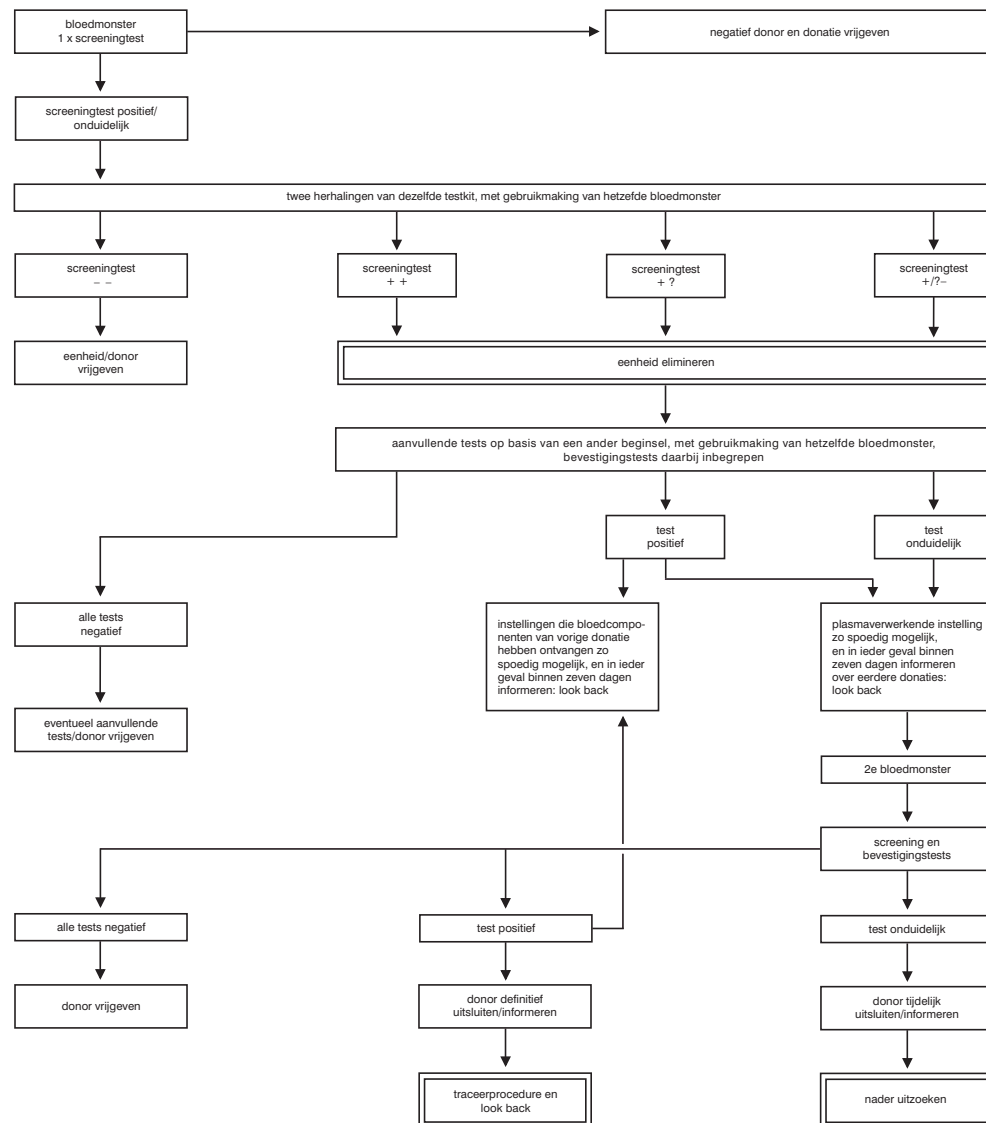 bloedmonster
1 x screeningtest
negatief donor en donatie vrijgeven
screeningtest positief/
onduidelijk
twee herhalingen van dezelfde testkit, met gebruikmaking van hetzefde bloedmonster
screeningtest
– –
screeningtest
+ +
screeningtest
+ ?
screeningtest
+/?–
eenheid/donor
vrijgeven
eenheid elimineren
aanvullende tests op basis van een ander beginsel, met gebruikmaking van hetzelfde bloedmonster,
bevestigingstests daarbij inbegrepen
test
positief
test
onduidelijk
alle tests
negatief
instellingen die bloedcompo-
nenten van vorige donatie
hebben ontvangen zo
spoedig mogelijk, en in ieder
geval binnen zeven dagen
informeren: look back
plasmaverwerkende instelling
zo spoedig mogelijk,
en in ieder geval binnen
zeven dagen informeren
over eerdere donaties:
look back
eventueel aanvullende
tests/donor vrijgeven
2e bloedmonster
screening en
bevestigingstests
alle tests negatief
test positief
test onduidelijk
donor vrijgeven
donor definitief
uitsluiten/informeren
donor tijdelijk
uitsluiten/informeren
traceerprocedure en
look back
nader uitzoeken